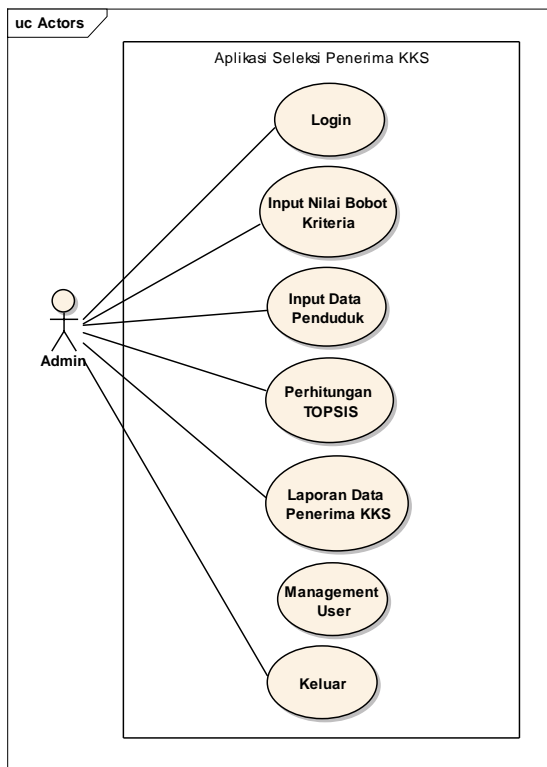 uc Actors
Aplikasi Seleksi Penerima KKS
Login
Input Nilai Bobot
Kriteria
Input Data
Penduduk
Admin
Perhitungan
TOPSIS
Laporan Data
Penerima KKS
Management
User
Keluar